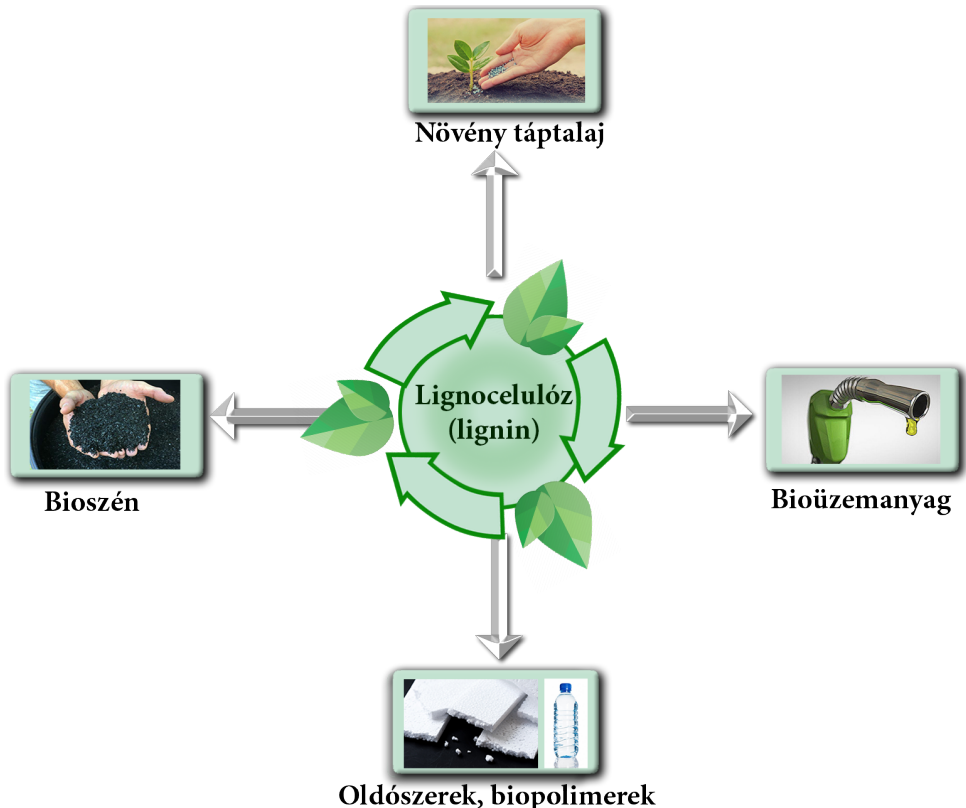 Növény táptalaj
Lignocelulóz
(lignin)
Bioszén
Bioüzemanyag
Oldószerek, biopolimerek